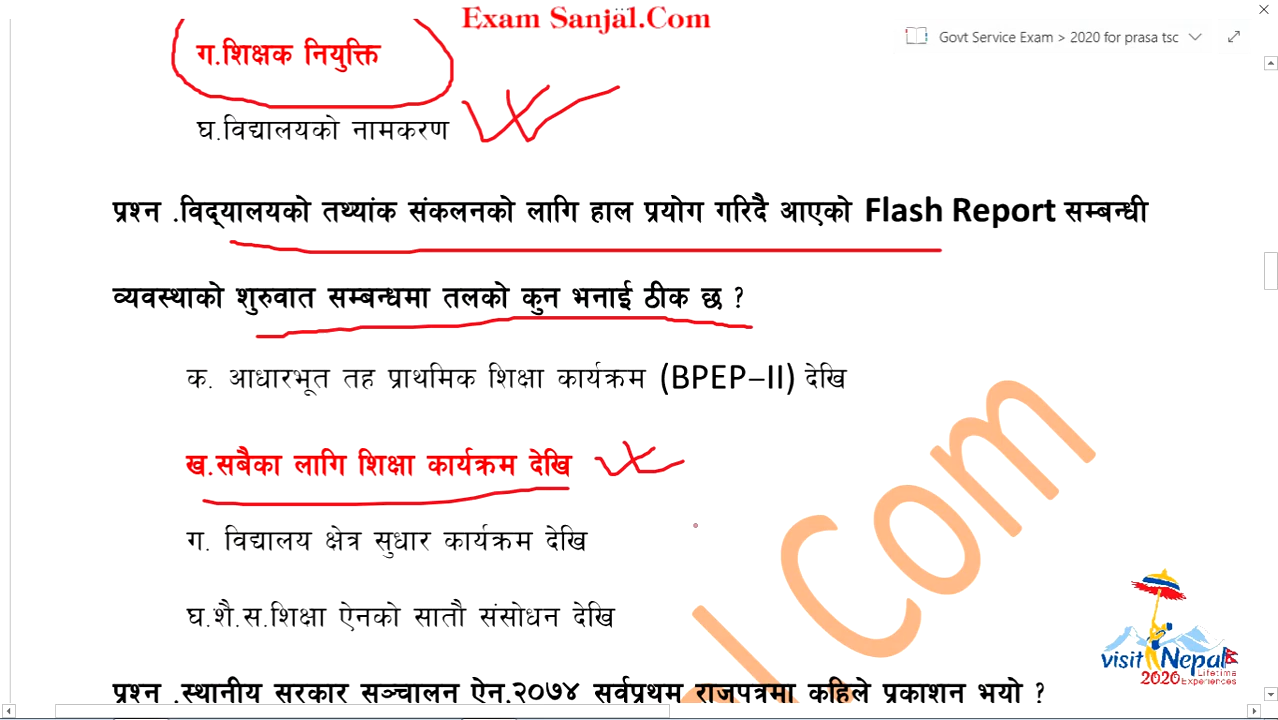 Exam Sanjal.Com
Govt Service Exam > 2020 for prasa tsc
ग.शिक्षक नियुक्ति
घ.विद्यालयको नामकरण
प्रश्न .विद्यालयको तथ्यांक संकलनको लागि हाल प्रयोग गरिदै आएको Flash Report सम्बन्धी
व्यवस्थाको शुरुवात सम्बन्धमा तलको कुन भनाई ठीक छ ?
क. आधारभूत तह प्राथमिक शिक्षा कार्यक्रम (BPEP–II) देखि
ख.सबैका लागि शिक्षा कार्यक्रम देखि
ग. विद्यालय क्षेत्र सुधार कार्यक्रम देखि
घ.शै.स.शिक्षा ऐनको सातौ संसोधन देखि
प्रश्न .स्थानीय सरकार सञ्चालन ऐन.२०७४ सर्वप्रथम राजपत्रमा कहिले प्रकाशन भयो ?
l Com
visit Nepal
2020 Lifetime Experiences